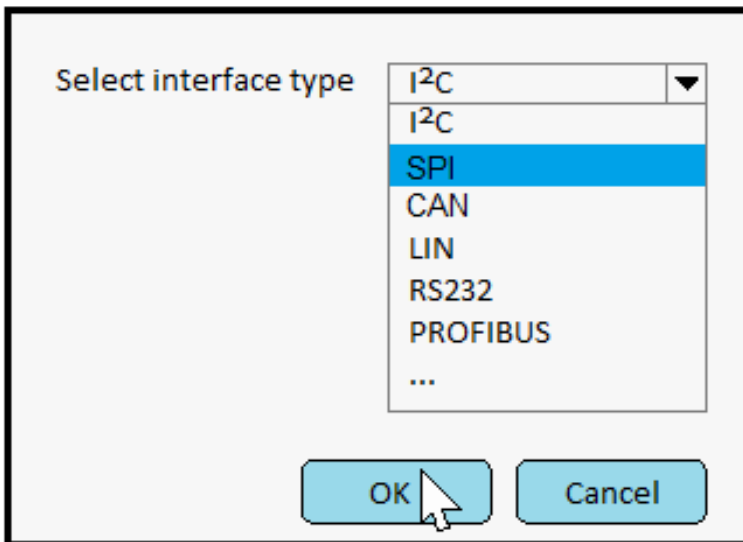 Select interface type I²C
I²C
SPI
CAN
LIN
RS232
PROFIBUS
...
OK Cancel